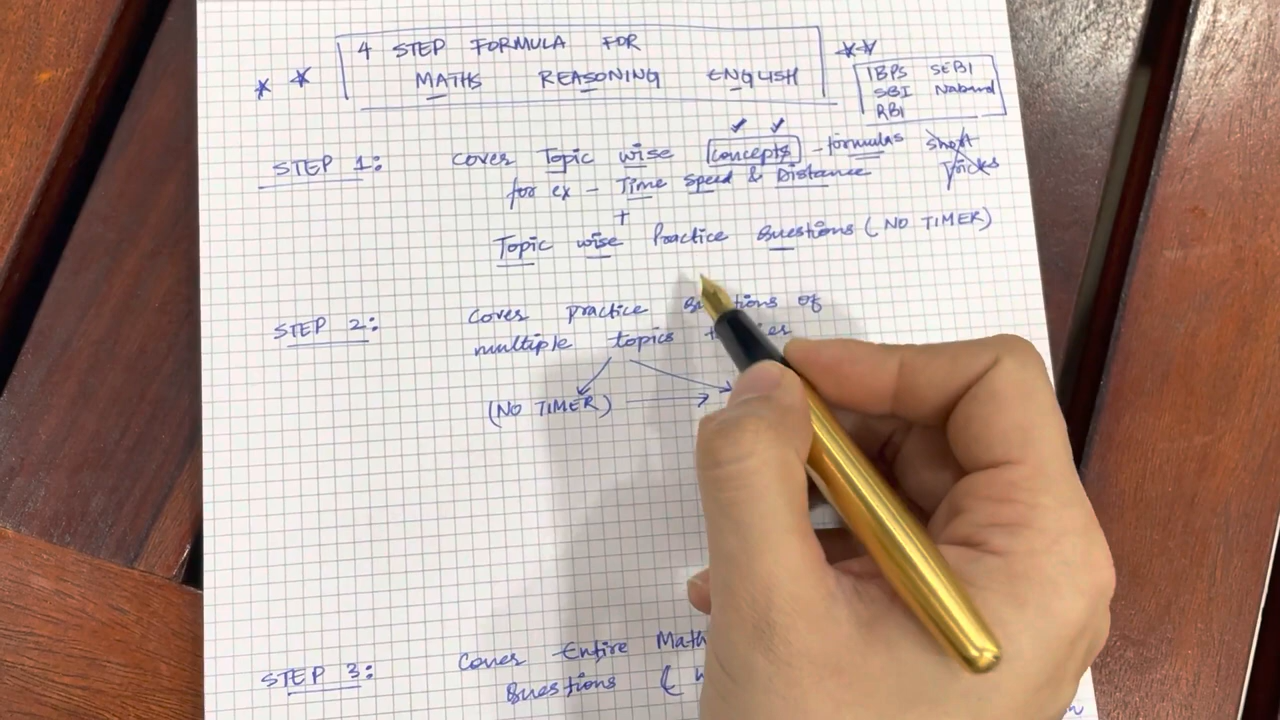 4 STEP FORMULA FOR
MATHS REASONING ENGLISH
IBPS SEBI
SBI Nabard
RBI
STEP 1: Cover Topic wise Concepts - formulas short tricks
for ex - Time Speed & Distance
+
Topic wise Practice Questions (NO TIMER)
STEP 2: Cover practice of
multiple topics
(NO TIMER)
STEP 3: Cover Entire Math
Questions (